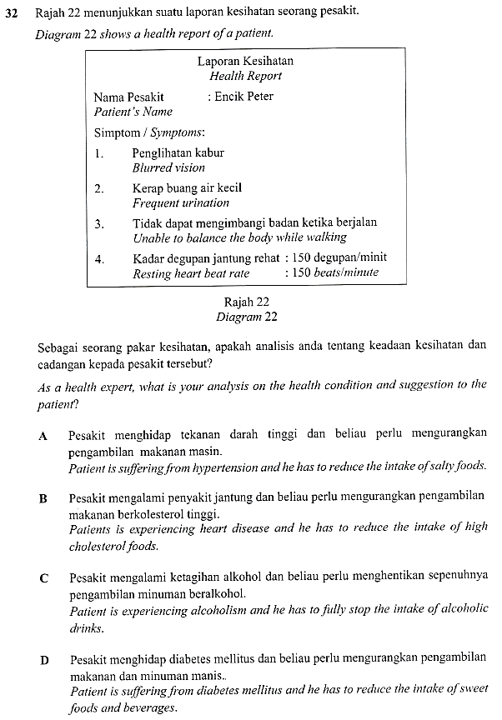 32 Rajah 22 menunjukkan suatu laporan kesihatan seorang pesakit.
Diagram 22 shows a health report of a patient.
Laporan Kesihatan
Health Report
Nama Pesakit : Encik Peter
Patient's Name
Simptom / Symptoms:
1. Penglihatan kabur
Blurred vision
2. Kerap buang air kecil
Frequent urination
3. Tidak dapat mengimbangi badan ketika berjalan
Unable to balance the body while walking
4. Kadar degupan jantung rehat : 150 degupan/minit
Resting heart beat rate : 150 beats/minute
Rajah 22
Diagram 22
Sebagai seorang pakar kesihatan, apakah analisis anda tentang keadaan kesihatan dan
cadangan kepada pesakit tersebut?
As a health expert, what is your analysis on the health condition and suggestion to the
patient?
A Pesakit menghidap tekanan darah tinggi dan beliau perlu mengurangkan
pengambilan makanan masin.
Patient is suffering from hypertension and he has to reduce the intake of salty foods.
B Pesakit mengalami penyakit jantung dan beliau perlu mengurangkan pengambilan
makanan berkolesterol tinggi.
Patients is experiencing heart disease and he has to reduce the intake of high
cholesterol foods.
C Pesakit mengalami ketagihan alkohol dan beliau perlu menghentikan sepenuhnya
pengambilan minuman beralkohol.
Patient is experiencing alcoholism and he has to fully stop the intake of alcoholic
drinks.
D Pesakit menghidap diabetes mellitus dan beliau perlu mengurangkan pengambilan
makanan dan minuman manis..
Patient is suffering from diabetes mellitus and he has to reduce the intake of sweet
foods and beverages.